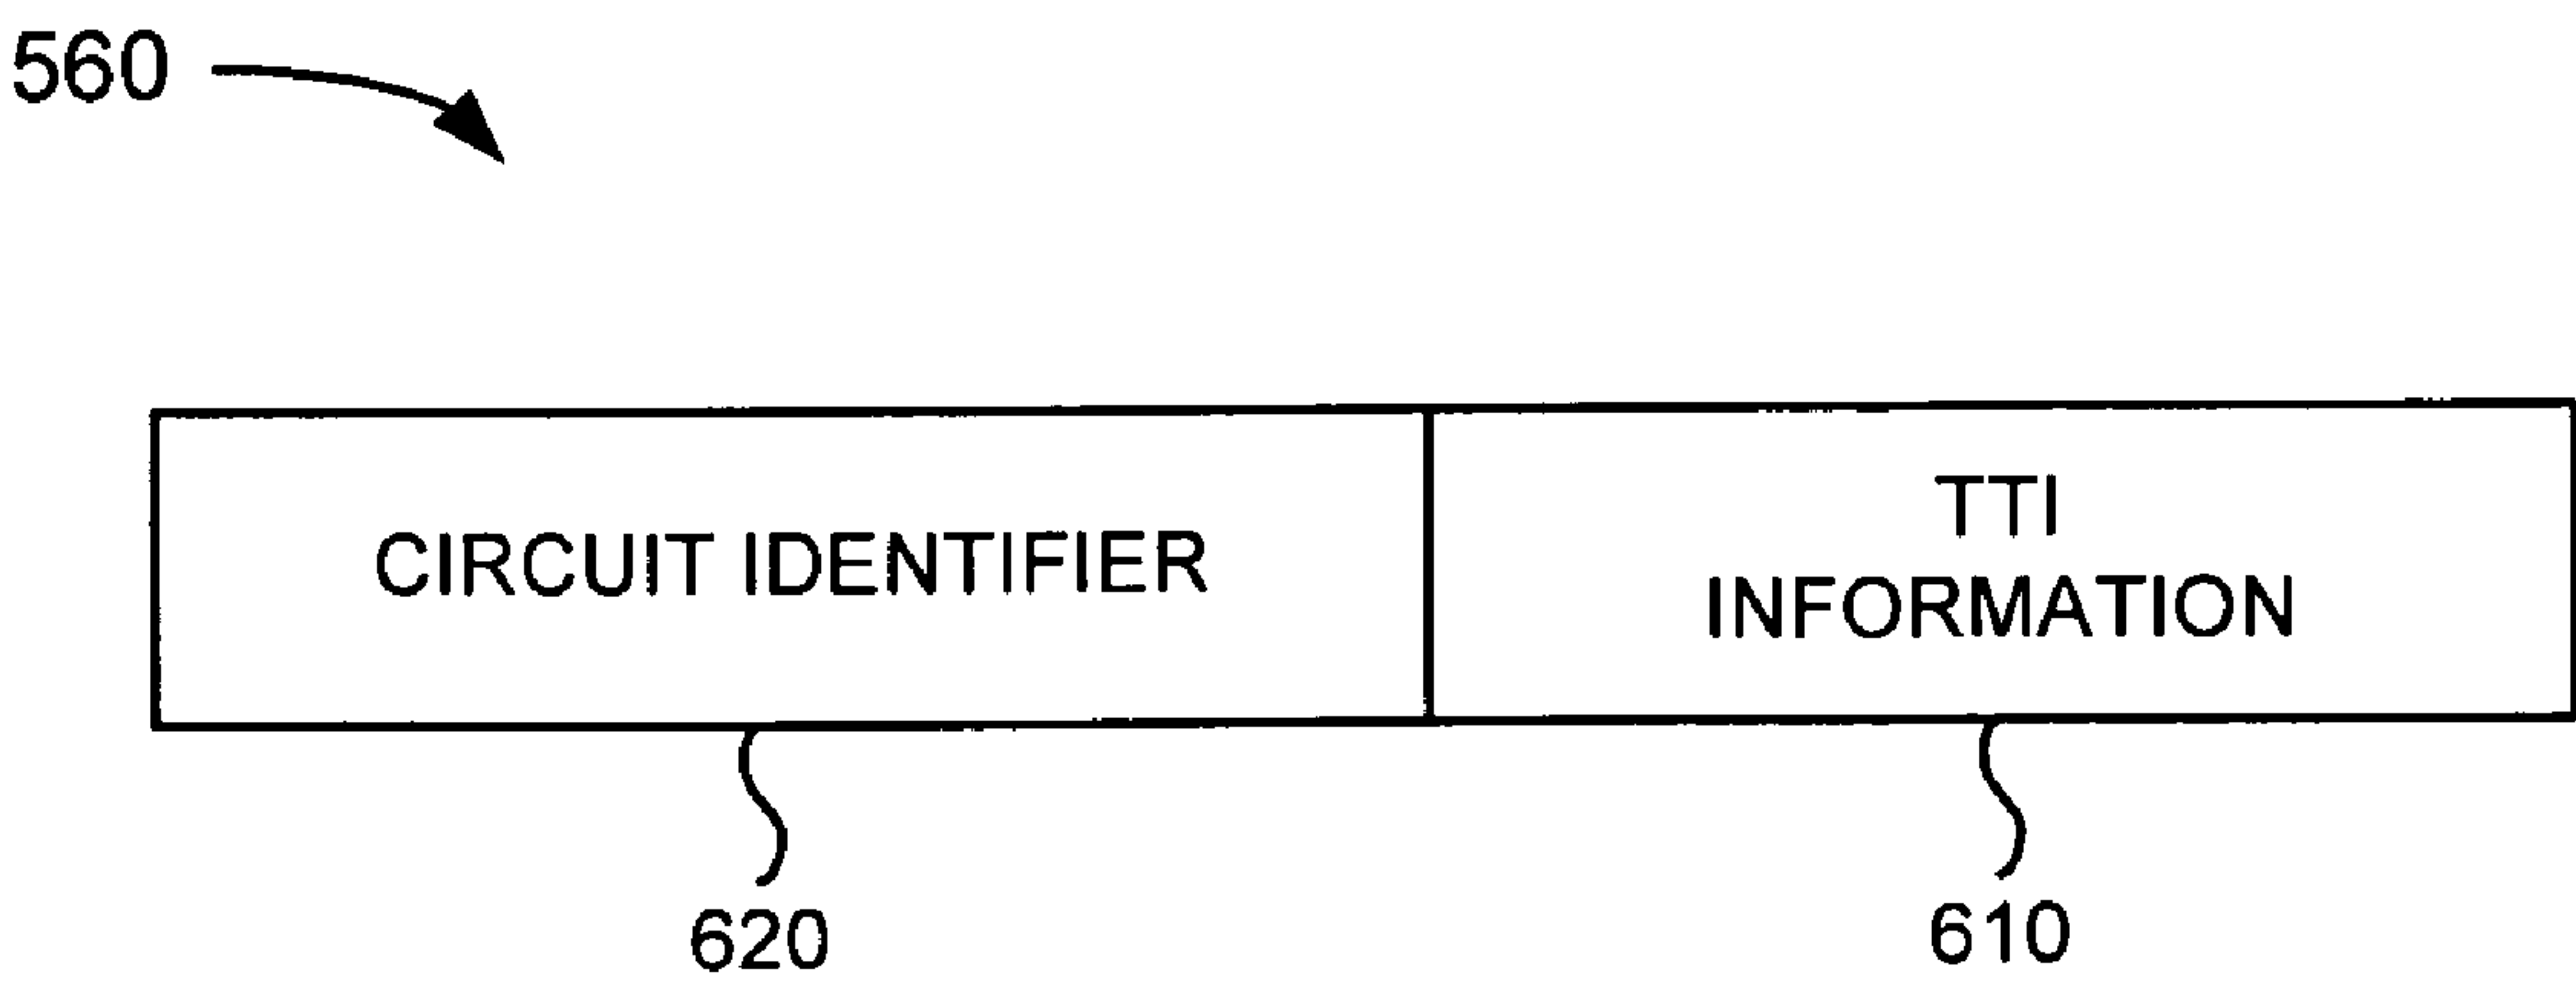 560
CIRCUIT IDENTIFIER
TTI
INFORMATION
620
610